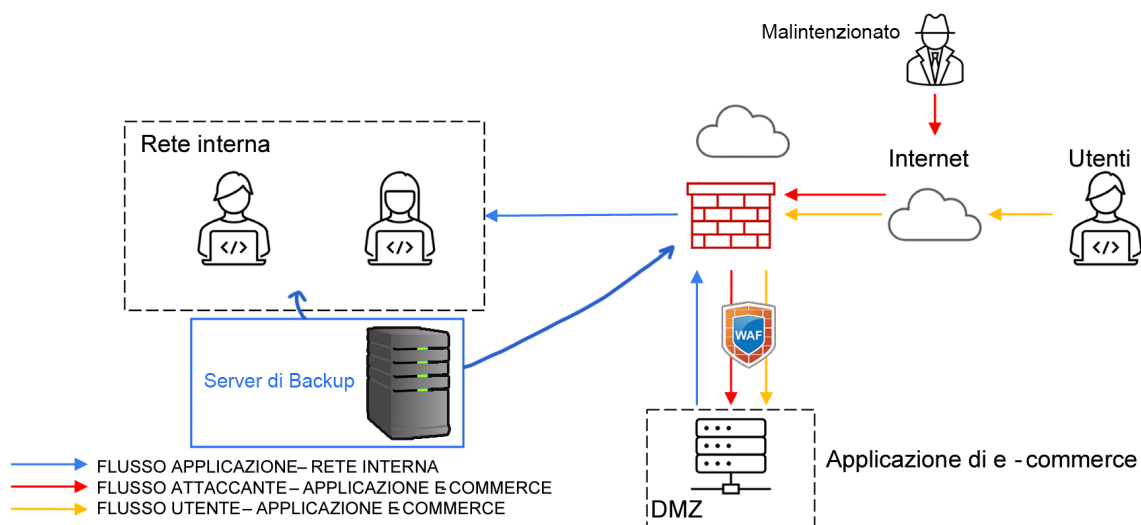 Malintenzionato
Rete interna
Internet
Utenti
</>
</>
</>
WAF
Server di Backup
Applicazione di e -commerce
DMZ
FLUSSO APPLICAZIONE– RETE INTERNA
FLUSSO ATTACCANTE – APPLICAZIONE E-COMMERCE
FLUSSO UTENTE– APPLICAZIONE E-COMMERCE